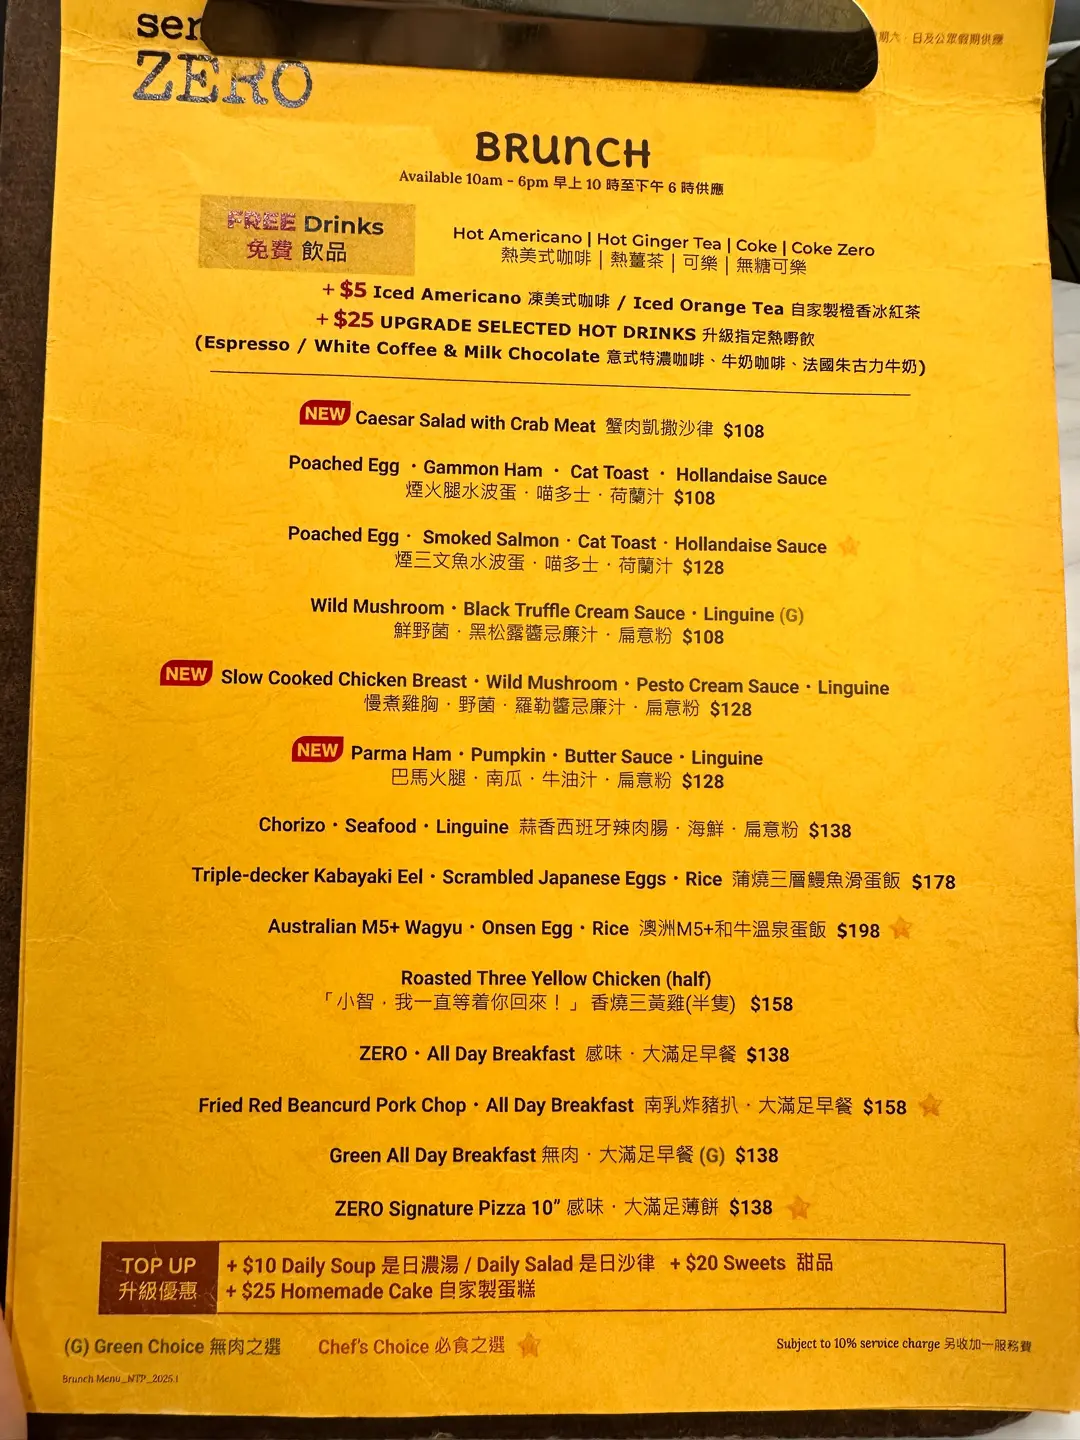 ZERO
期六．日及公眾假期供應
BRUNCH
Available 10am - 6pm 早上 10 時至下午 6 時供應
FREE Drinks
免費 飲品
Hot Americano | Hot Ginger Tea | Coke | Coke Zero
熱美式咖啡 | 熱薑茶 | 可樂 | 無糖可樂
+ $5 Iced Americano 凍美式咖啡 / Iced Orange Tea 自家製橙香冰紅茶
+ $25 UPGRADE SELECTED HOT DRINKS 升級指定熱嘢飲
(Espresso / White Coffee & Milk Chocolate 意式特濃咖啡、牛奶咖啡、法國朱古力牛奶)
NEW Caesar Salad with Crab Meat 蟹肉凱撒沙律 $108
Poached Egg・Gammon Ham・Cat Toast・Hollandaise Sauce
煙火腿水波蛋．喵多士．荷蘭汁 $108
Poached Egg・Smoked Salmon・Cat Toast・Hollandaise Sauce
煙三文魚水波蛋．喵多士．荷蘭汁 $128
Wild Mushroom・Black Truffle Cream Sauce・Linguine (G)
鮮野菌．黑松露醬忌廉汁．扁意粉 $108
NEW Slow Cooked Chicken Breast・Wild Mushroom・Pesto Cream Sauce・Linguine
慢煮雞胸．野菌．羅勒醬忌廉汁．扁意粉 $128
NEW Parma Ham・Pumpkin・Butter Sauce・Linguine
巴馬火腿．南瓜．牛油汁．扁意粉 $128
Chorizo・Seafood・Linguine 蒜香西班牙辣肉腸．海鮮．扁意粉 $138
Triple-decker Kabayaki Eel・Scrambled Japanese Eggs・Rice 蒲燒三層鰻魚滑蛋飯 $178
Australian M5+ Wagyu・Onsen Egg・Rice 澳洲M5+和牛溫泉蛋飯 $198
Roasted Three Yellow Chicken (half)
「小智．我一直等着你回來！」香燒三黃雞(半隻) $158
ZERO・All Day Breakfast 感味．大滿足早餐 $138
Fried Red Beancurd Pork Chop・All Day Breakfast 南乳炸豬扒．大滿足早餐 $158
Green All Day Breakfast 無肉．大滿足早餐 (G) $138
ZERO Signature Pizza 10” 感味．大滿足薄餅 $138
TOP UP
升級優惠
+ $10 Daily Soup 是日濃湯 / Daily Salad 是日沙律 + $20 Sweets 甜品
+ $25 Homemade Cake 自家製蛋糕
(G) Green Choice 無肉之選 Chef's Choice 必食之選
Subject to 10% service charge 另收加一服務費
Brunch Menu_NTP_2025.1